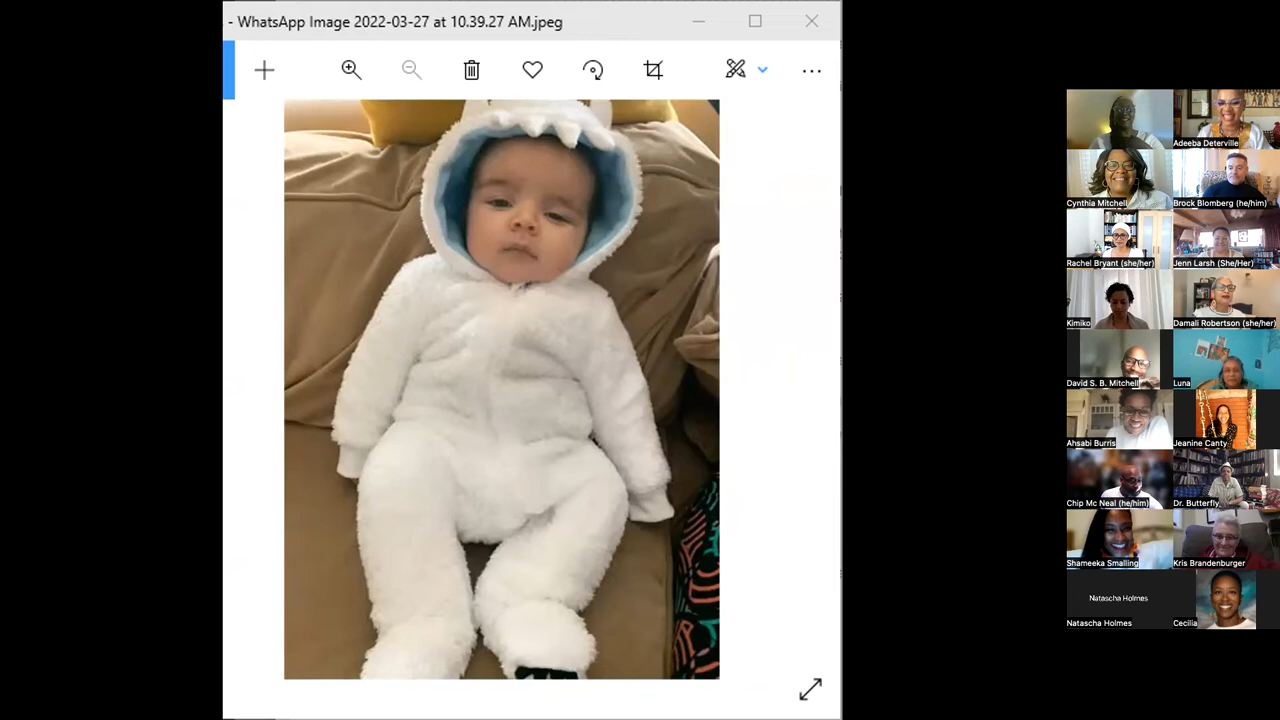 - WhatsApp Image 2022-03-27 at 10.39.27 AM.jpeg
Adeeba Deterville
Cynthia Mitchell
Brock Blomberg (he/him)
Rachel Bryant (she/her)
Jenn Larsh (She/Her)
Kimiko
Damali Robertson (she/her)
David S. B. Mitchell
Luna
Ahsabi Burris
Jeanine Canty
Chip Mc Neal (he/him)
Dr. Butterfly
Shameeka Smalling
Kris Brandenburger
Natascha Holmes
Natascha Holmes
Cecilia